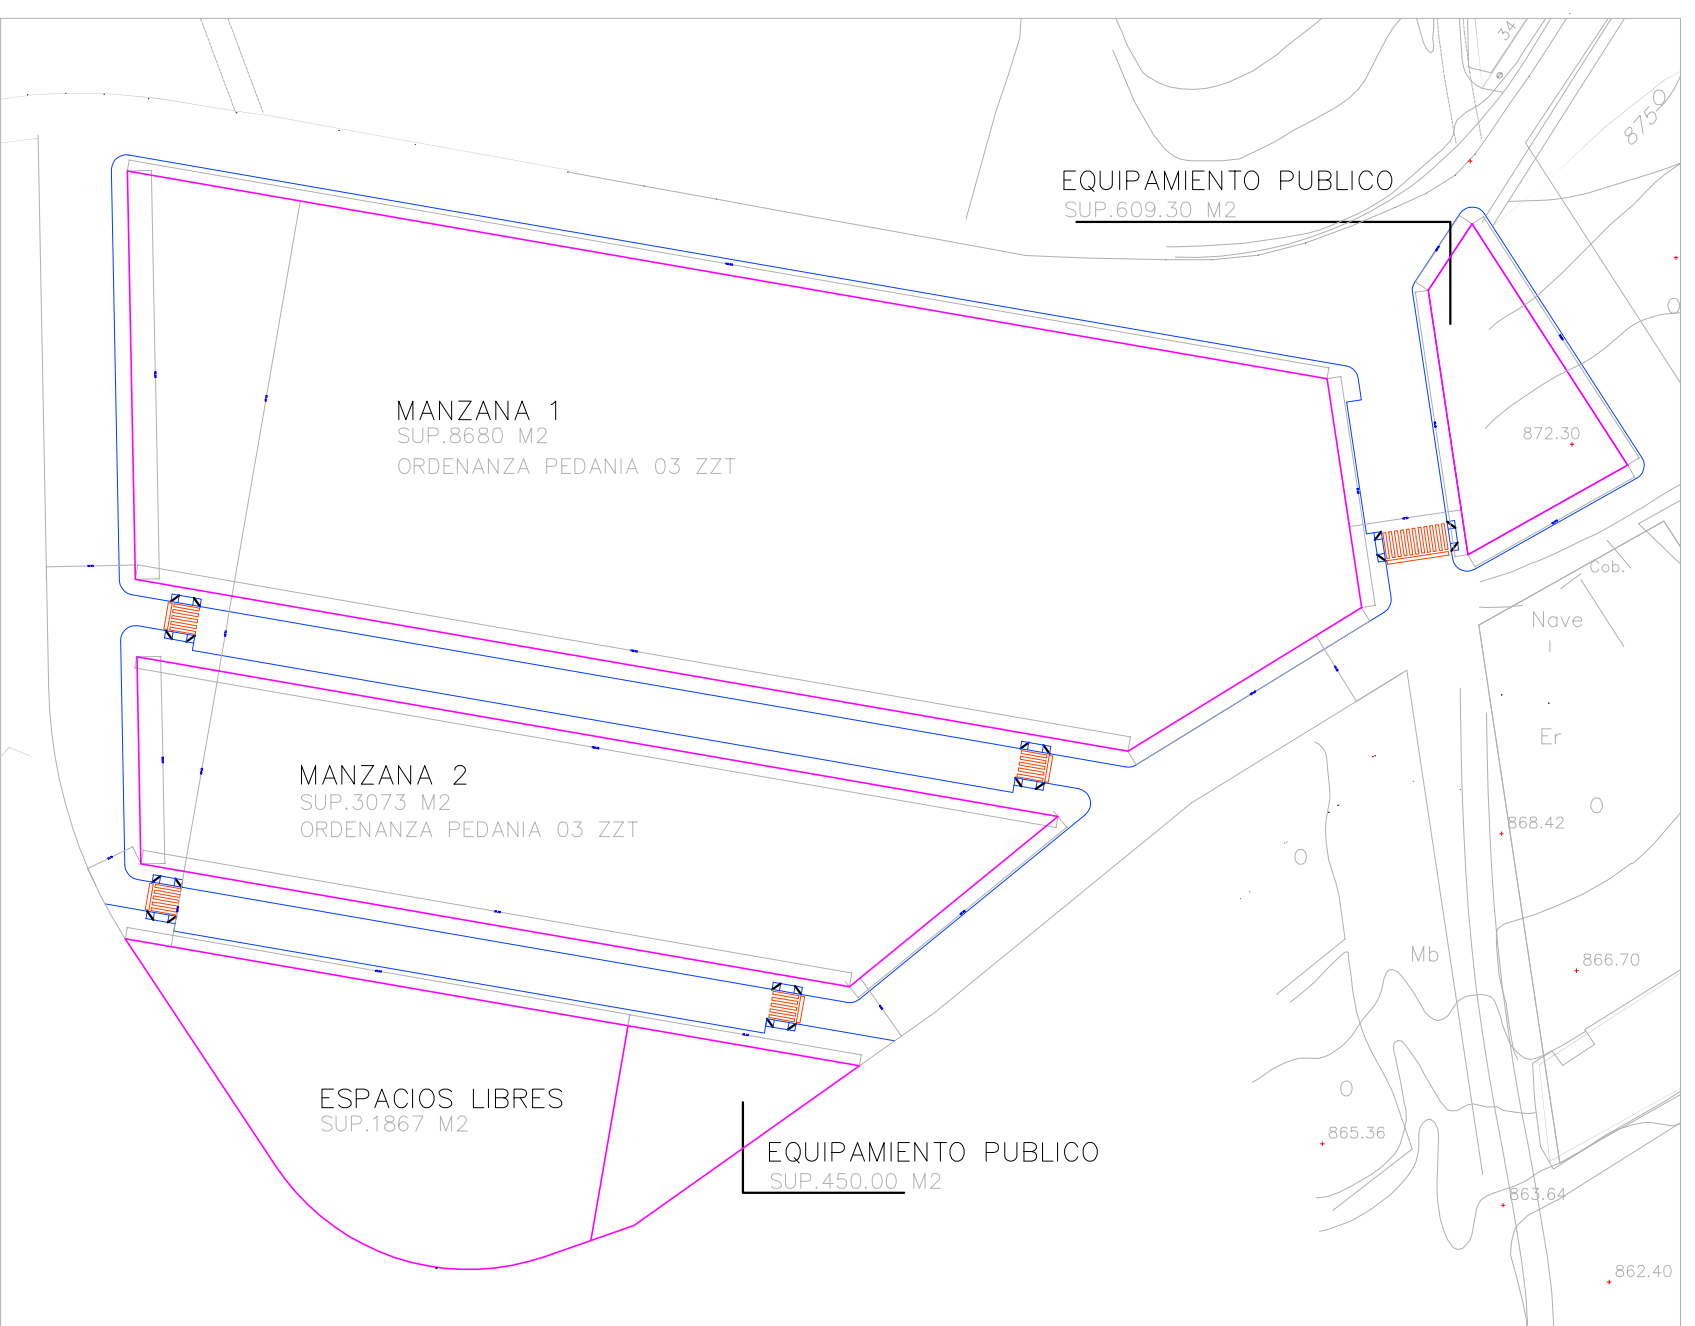 34
875
EQUIPAMIENTO PUBLICO
SUP.609.30 M2
MANZANA 1
SUP.8680 M2
ORDENANZA PEDANIA 03 ZZT
872.30
Cob.
Nave
I
Er
MANZANA 2
SUP.3073 M2
ORDENANZA PEDANIA 03 ZZT
868.42
Mb
866.70
ESPACIOS LIBRES
SUP.1867 M2
EQUIPAMIENTO PUBLICO
SUP.450.00 M2
865.36
863.64
862.40